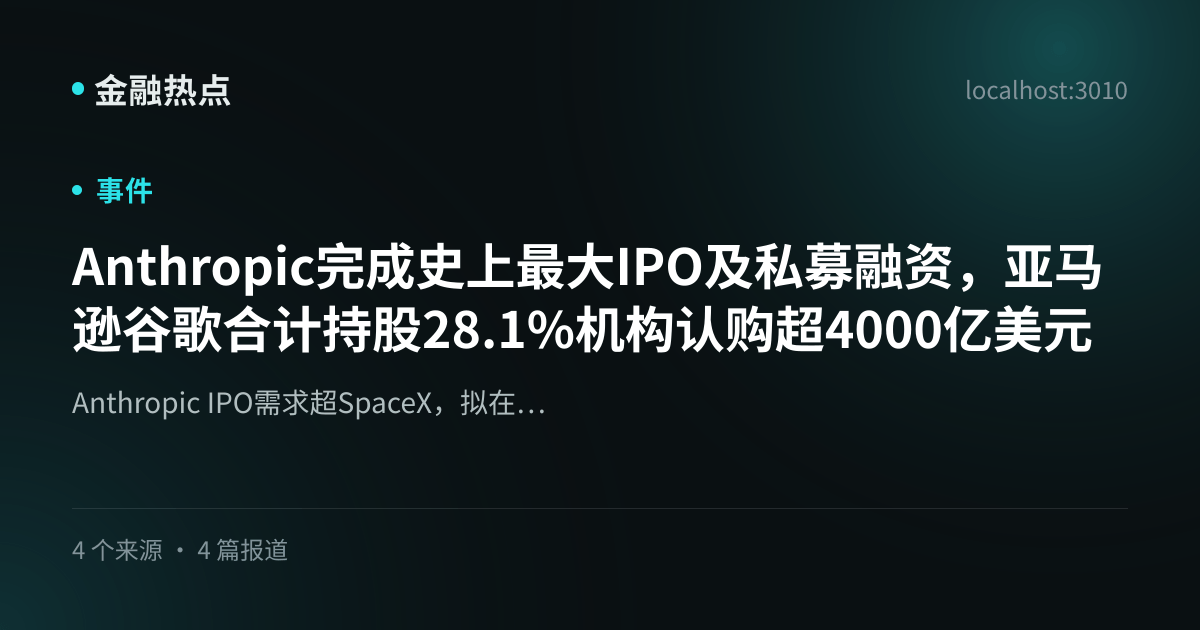 金融热点
localhost:3010
事件
Anthropic完成史上最大IPO及私募融资，亚马
逊谷歌合计持股28.1%机构认购超4000亿美元
Anthropic IPO需求超SpaceX，拟在…
4 个来源 · 4 篇报道